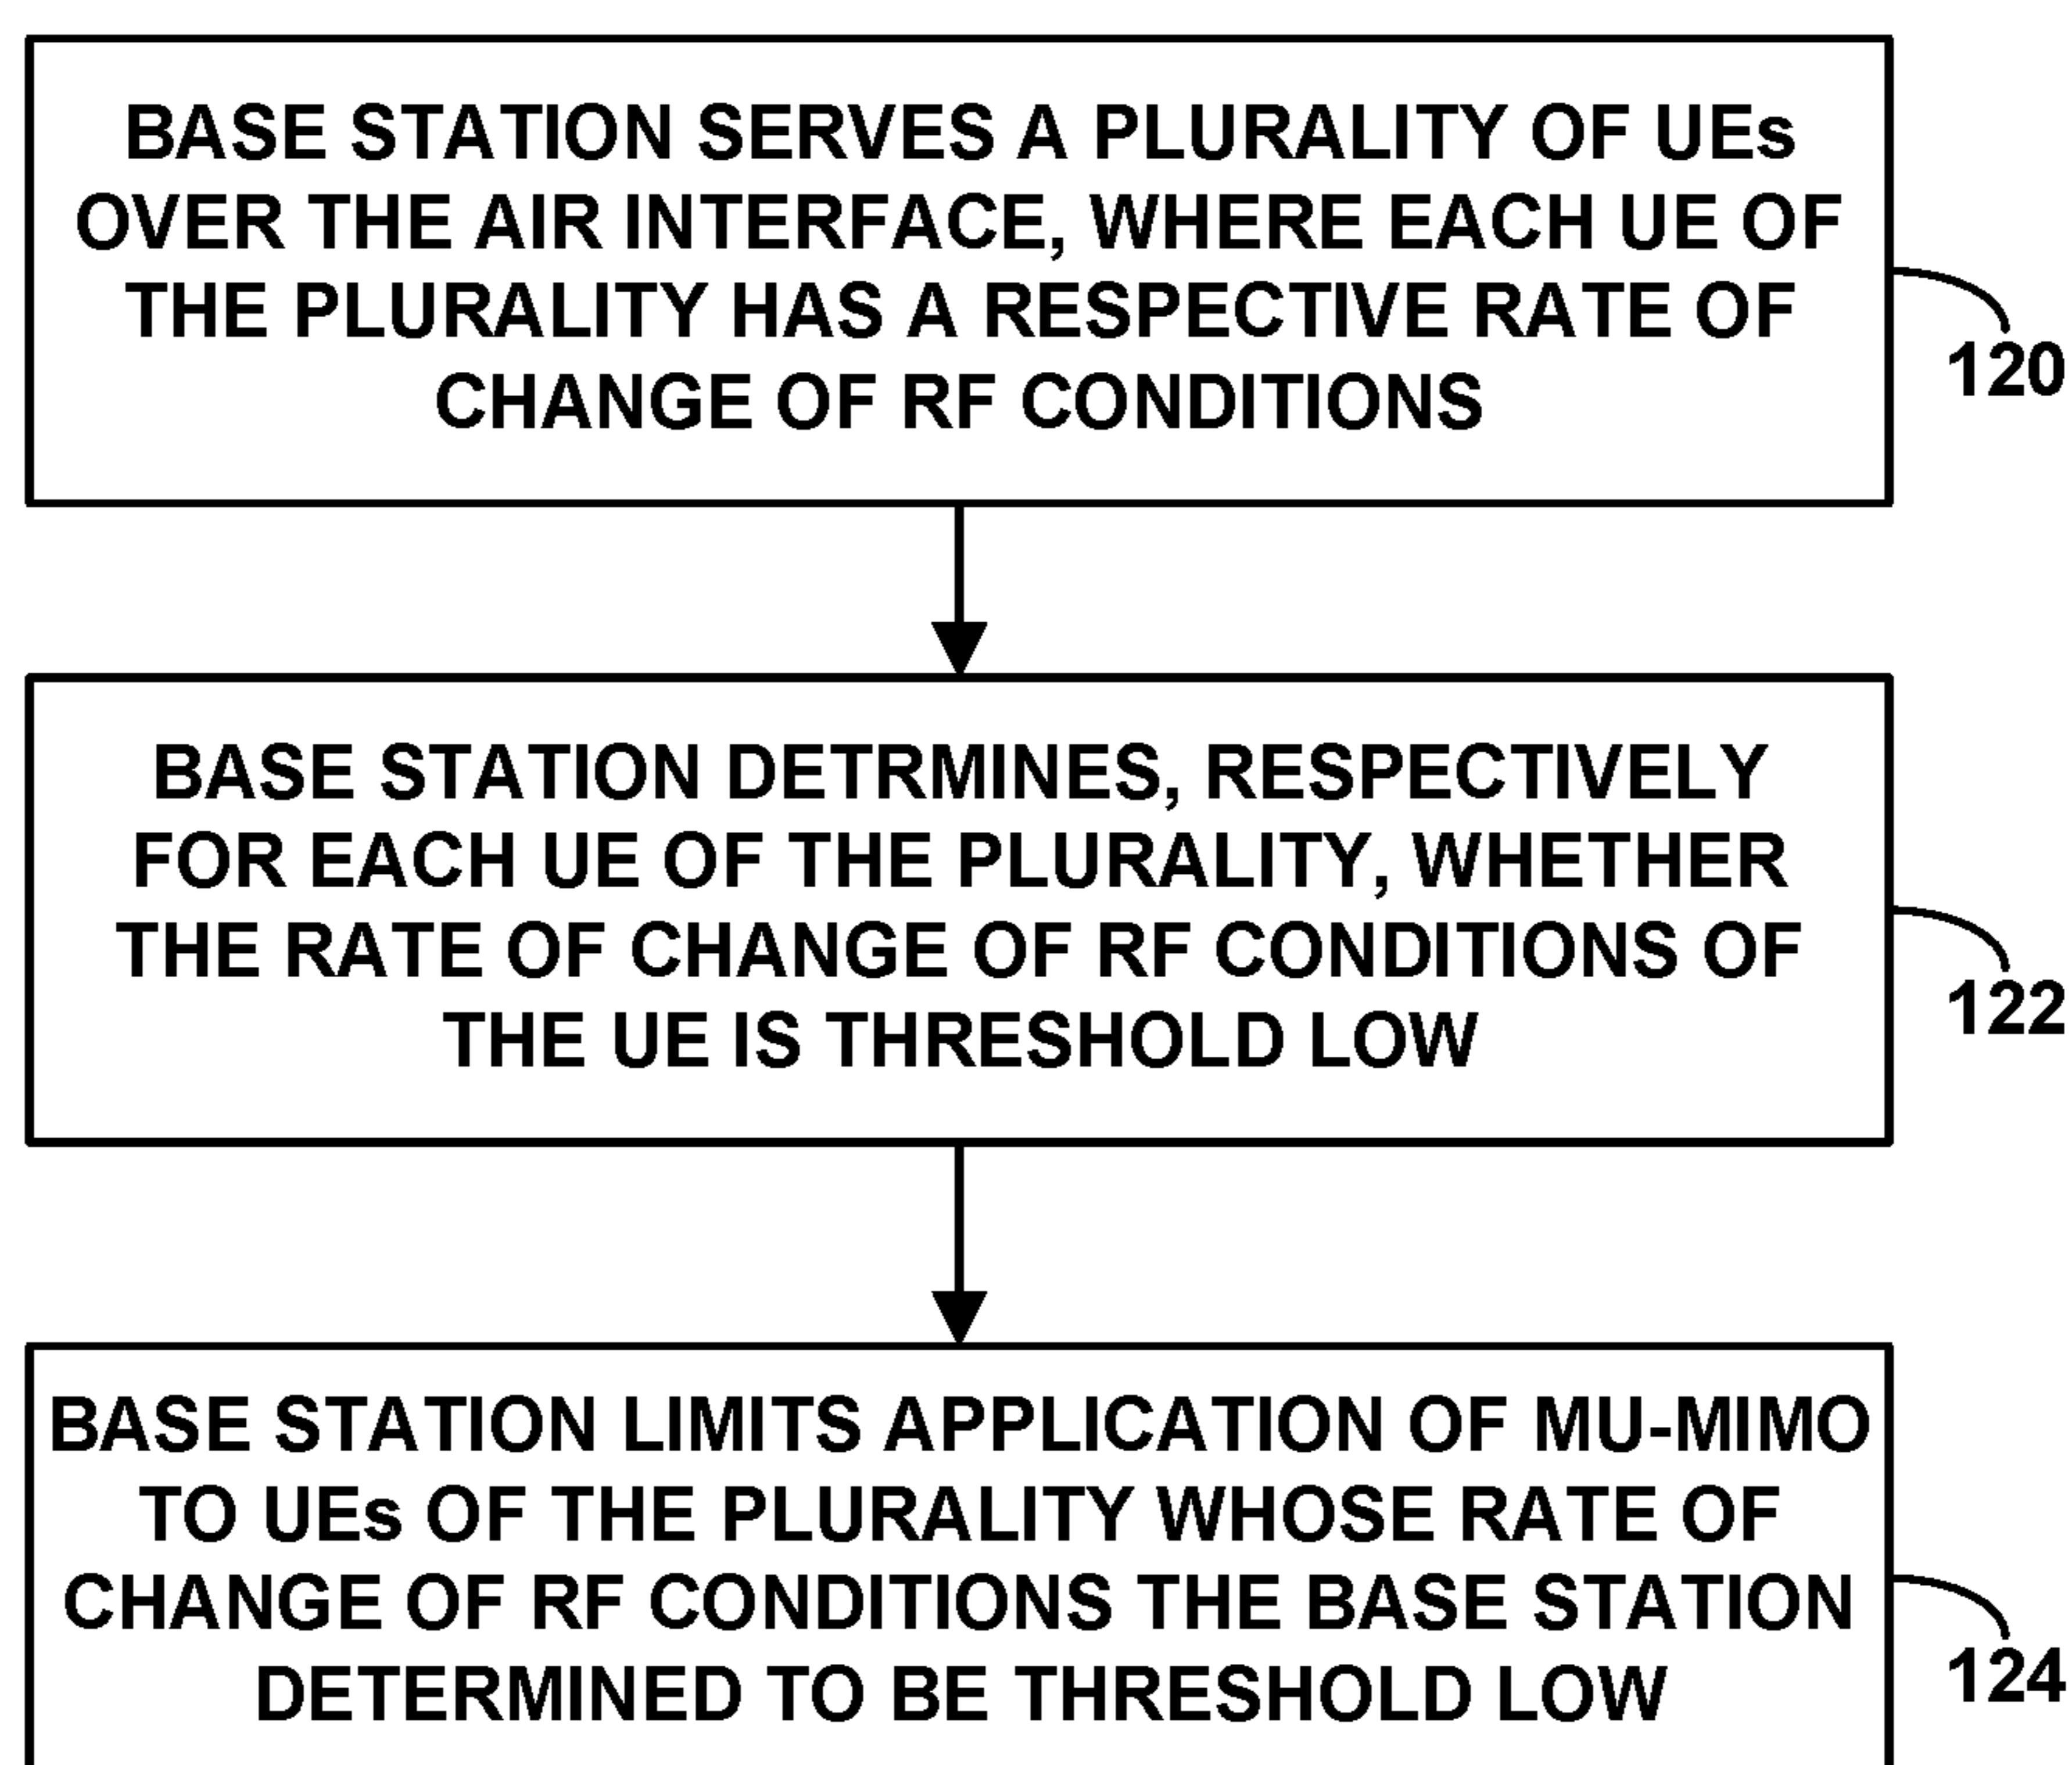 BASE STATION SERVES A PLURALITY OF UEs
OVER THE AIR INTERFACE, WHERE EACH UE OF
THE PLURALITY HAS A RESPECTIVE RATE OF
CHANGE OF RF CONDITIONS
120
BASE STATION DETRMINES, RESPECTIVELY
FOR EACH UE OF THE PLURALITY, WHETHER
THE RATE OF CHANGE OF RF CONDITIONS OF
THE UE IS THRESHOLD LOW
122
BASE STATION LIMITS APPLICATION OF MU-MIMO
TO UEs OF THE PLURALITY WHOSE RATE OF
CHANGE OF RF CONDITIONS THE BASE STATION
DETERMINED TO BE THRESHOLD LOW
124